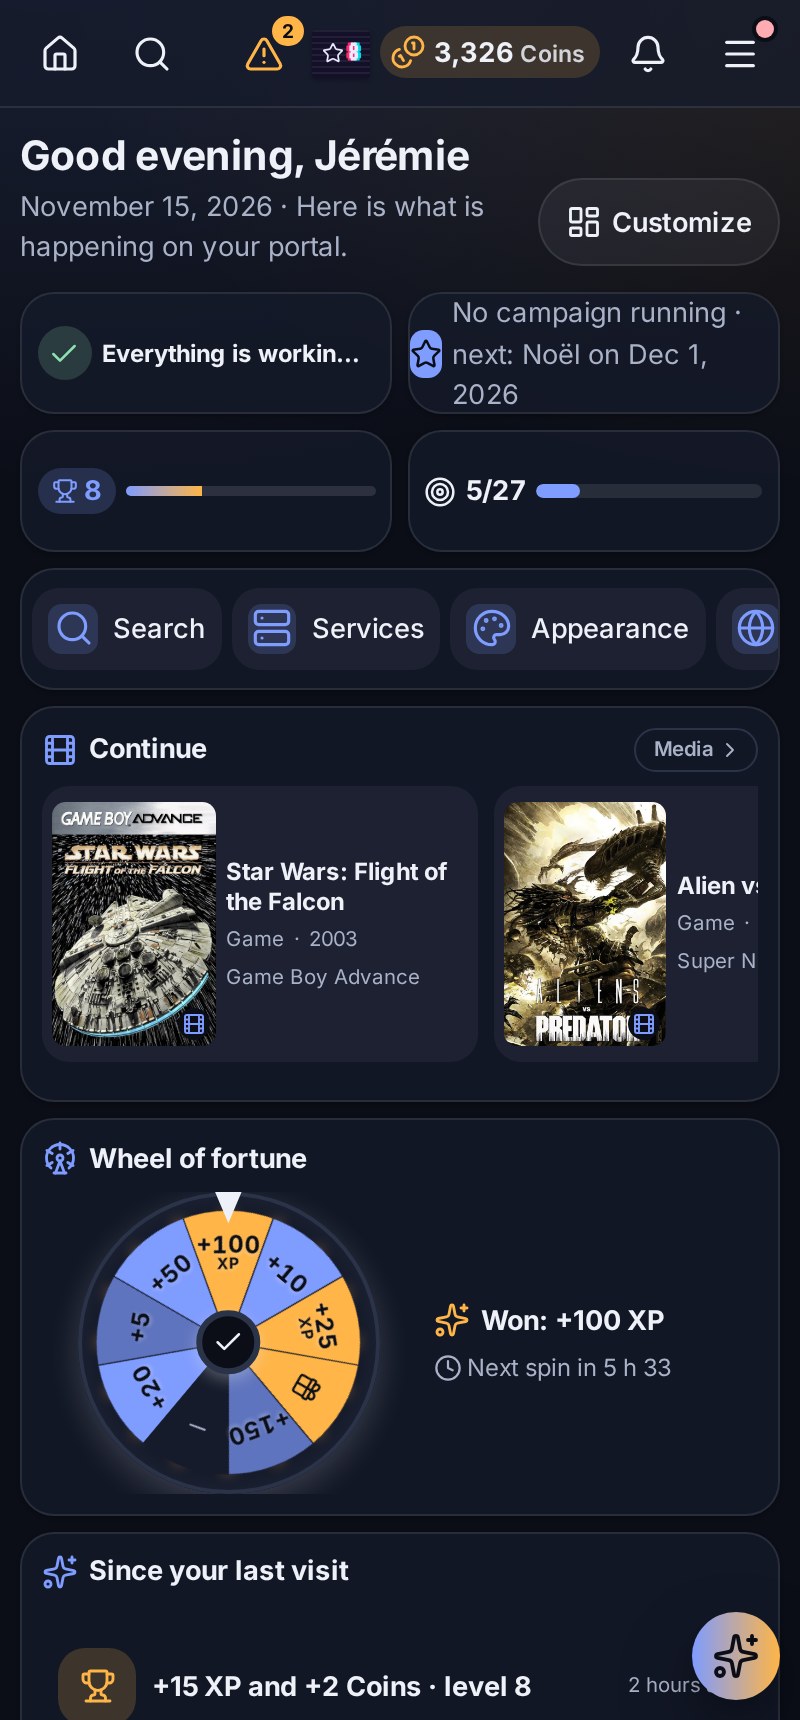 2
8
3,326 Coins
Good evening, Jérémie
November 15, 2026 · Here is what is
happening on your portal.
Customize
Everything is workin...
No campaign running ·
next: Noël on Dec 1,
2026
8
5/27
Search
Services
Appearance
Continue
Media
GAME BOY ADVANCE
STAR WARS
FLIGHT OF THE FALCON
Star Wars: Flight of
the Falcon
Game · 2003
Game Boy Advance
ALIENS
VS
PREDATO
Alien vs
Game ·
Super N
Wheel of fortune
+100
XP
+10
+25
XP
+150
–
+20
+5
+50
Won: +100 XP
Next spin in 5 h 33
Since your last visit
+15 XP and +2 Coins · level 8
2 hours